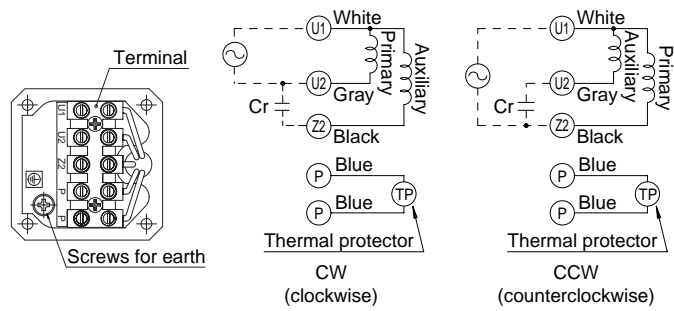 Terminal
U1
U2
Z2
P
P
Screws for earth
U1
White
Primary
Auxiliary
U2
Gray
Cr
Z2
Black
P
Blue
TP
P
Blue
Thermal protector
CW
(clockwise)
U1
White
Auxiliary
Primary
U2
Gray
Cr
Z2
Black
P
Blue
TP
P
Blue
Thermal protector
CCW
(counterclockwise)